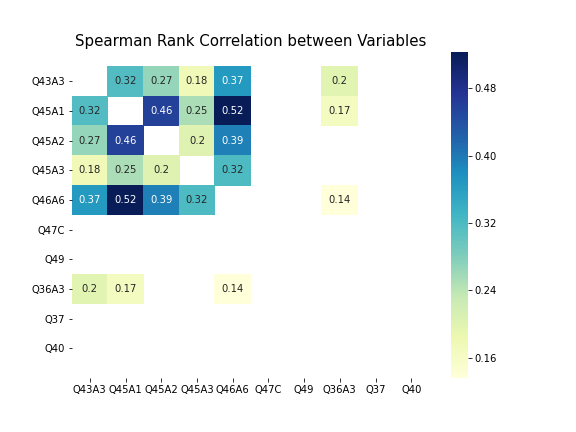 Spearman Rank Correlation between Variables
Q43A3 0.32 0.27 0.18 0.37 0.2
Q45A1 0.32 0.46 0.25 0.52 0.17
Q45A2 0.27 0.46 0.2 0.39
Q45A3 0.18 0.25 0.2 0.32
Q46A6 0.37 0.52 0.39 0.32 0.14
Q47C
Q49
Q36A3 0.2 0.17 0.14
Q37
Q40
Q43A3 Q45A1 Q45A2 Q45A3 Q46A6 Q47C Q49 Q36A3 Q37 Q40
0.48
0.40
0.32
0.24
0.16